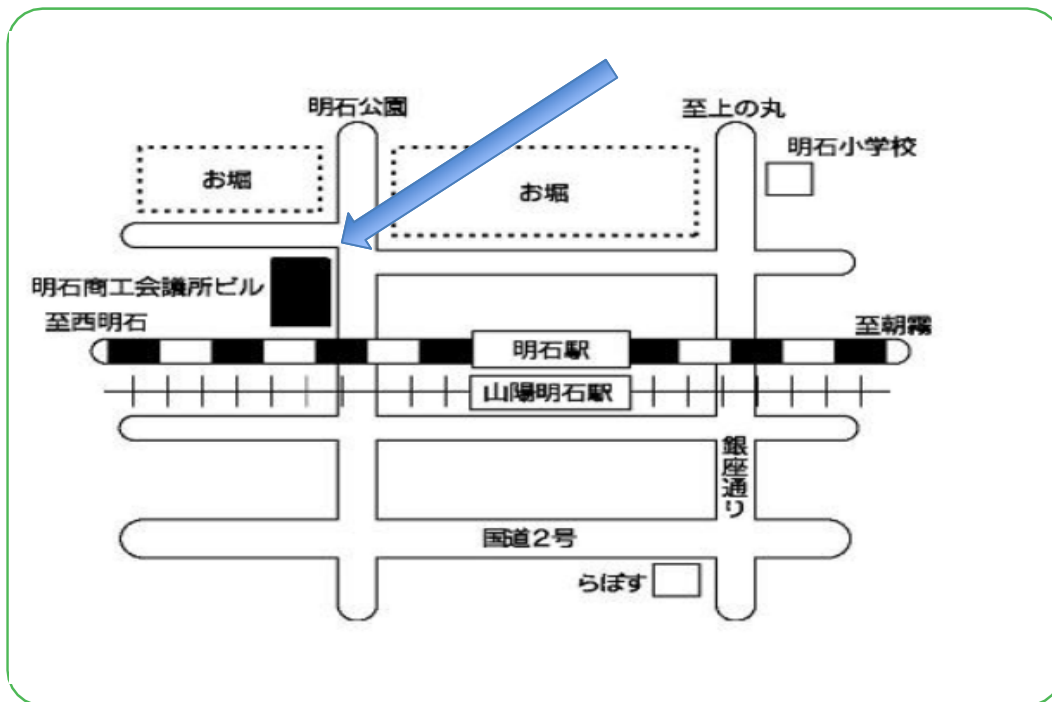 明石公園
至上の丸
明石小学校
お堀
お堀
明石商工会議所ビル
至西明石
至朝霧
明石駅
山陽明石駅
銀座通り
国道2号
らぽす